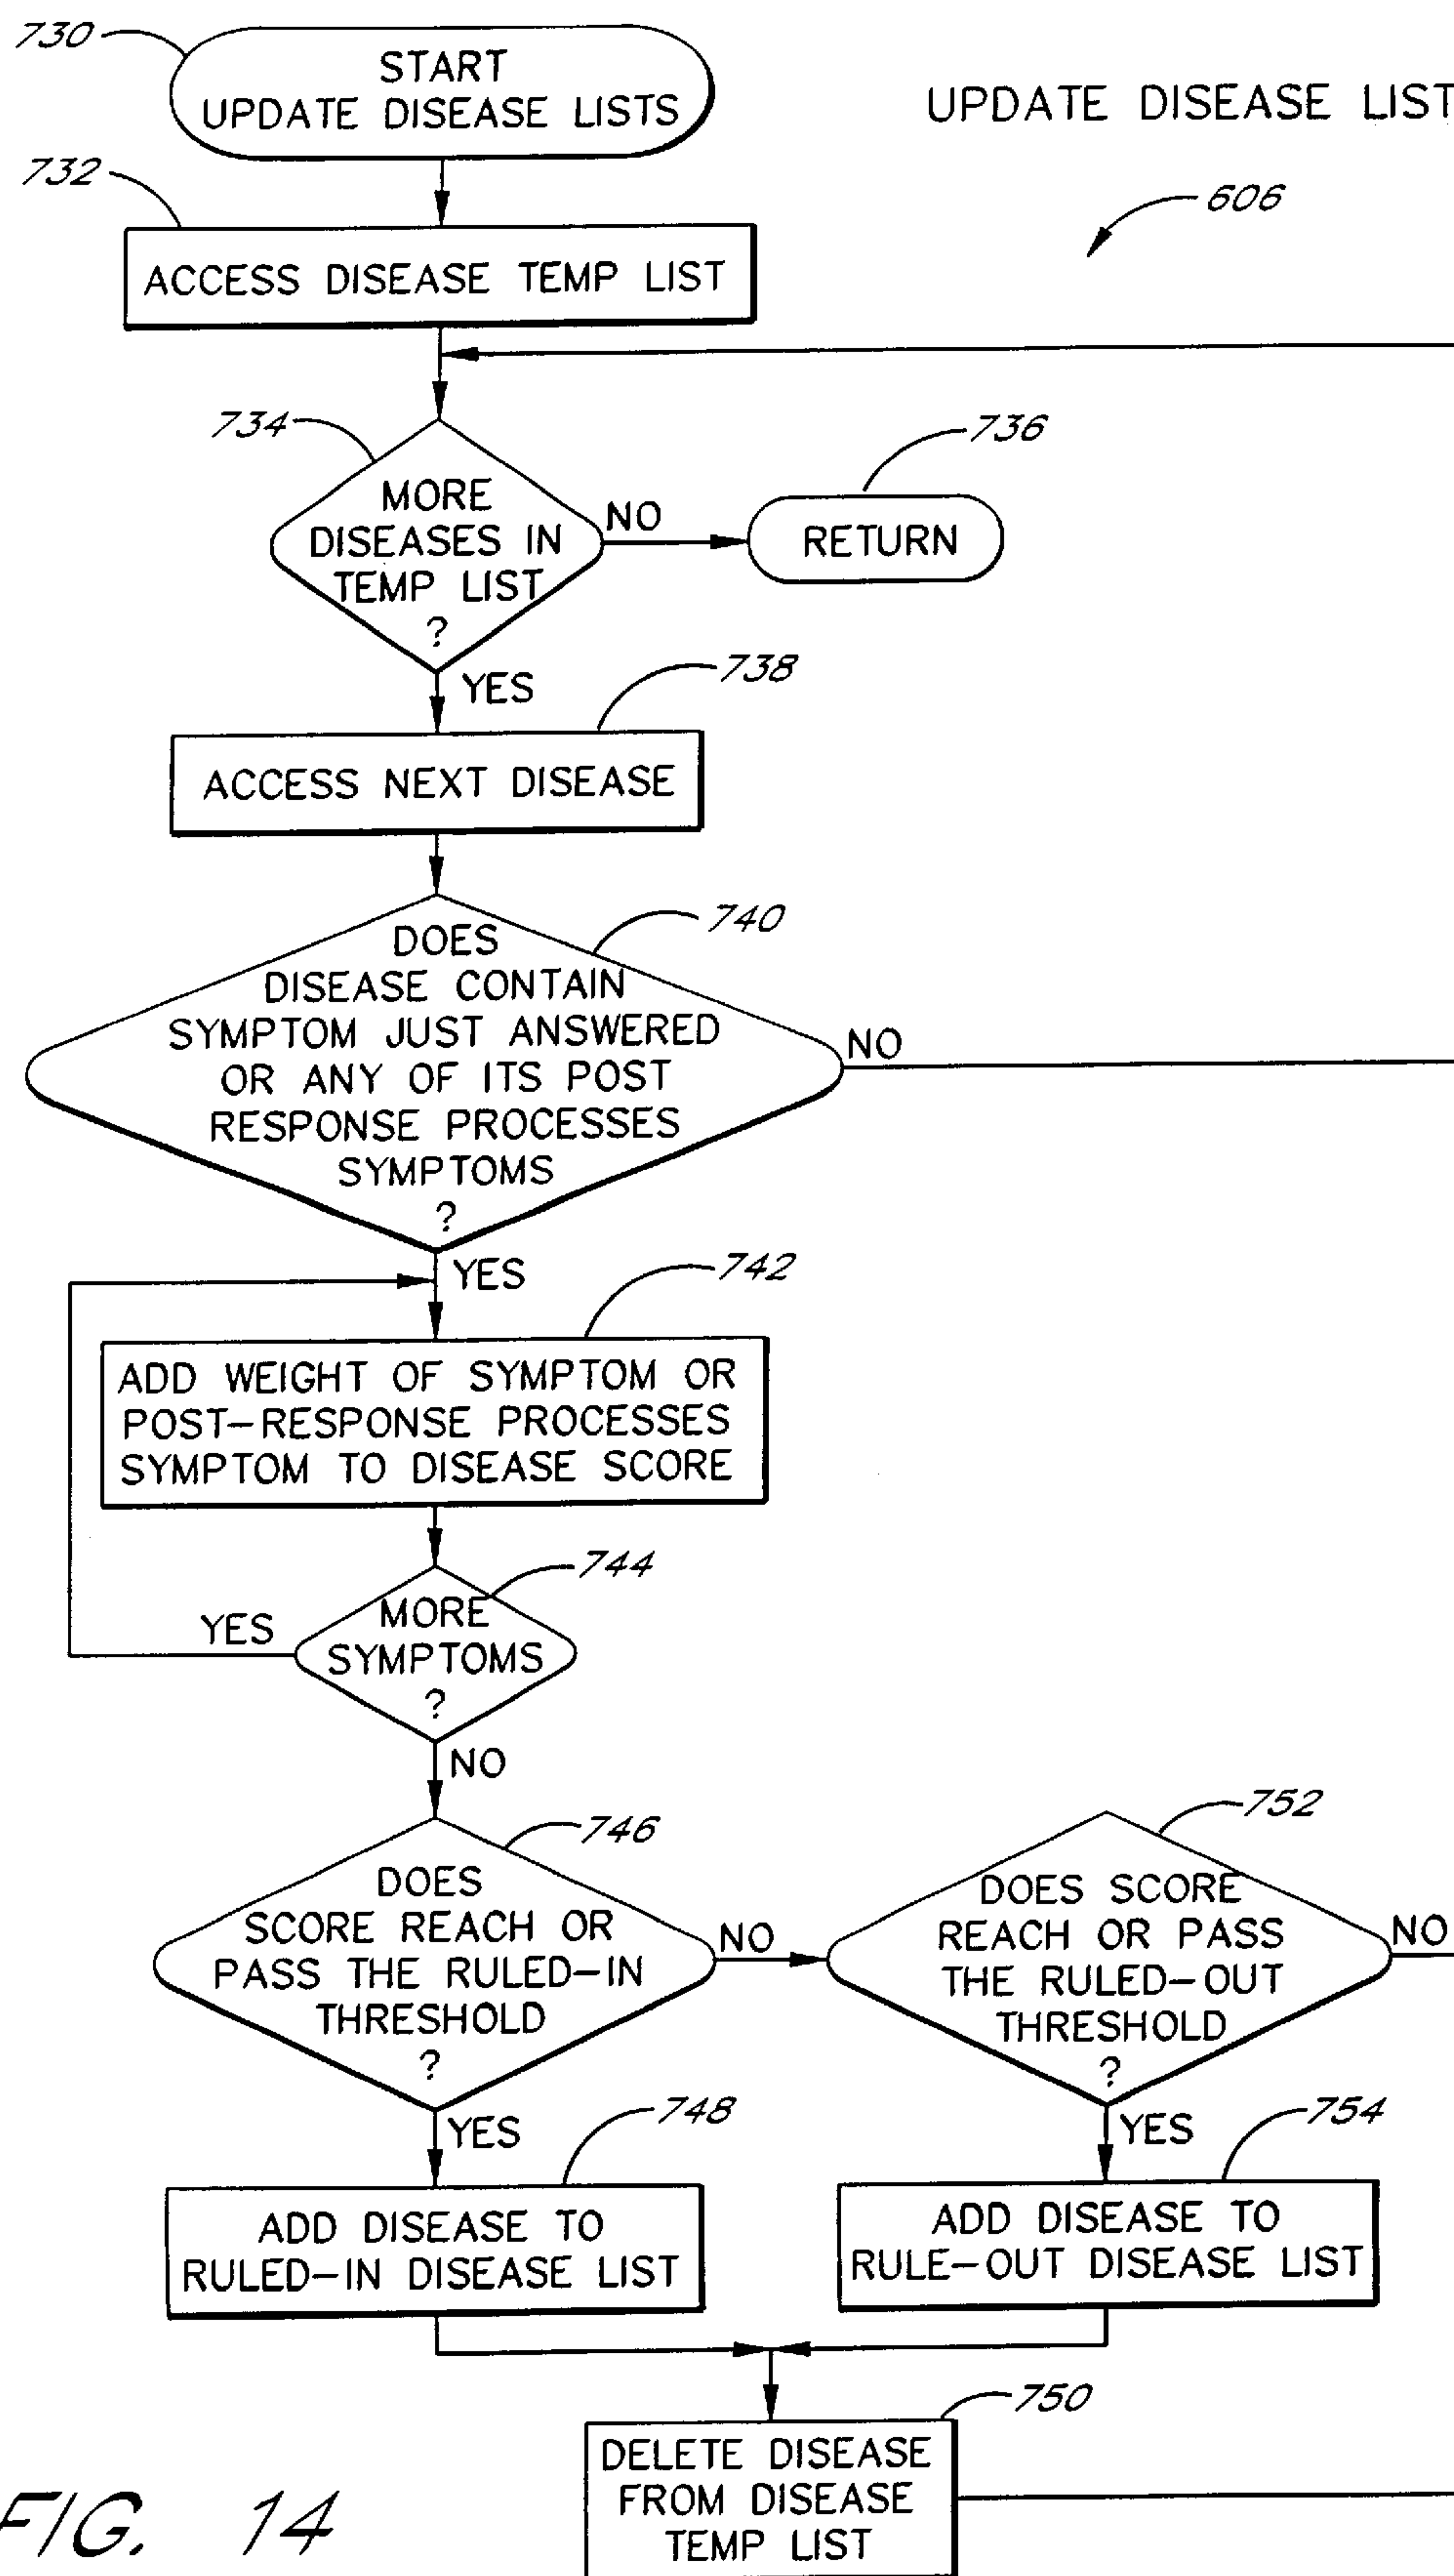 730
START
UPDATE DISEASE LISTS
UPDATE DISEASE LIST
606
732
ACCESS DISEASE TEMP LIST
734
MORE
DISEASES IN
TEMP LIST
?
NO
736
RETURN
YES
738
ACCESS NEXT DISEASE
740
DOES
DISEASE CONTAIN
SYMPTOM JUST ANSWERED
OR ANY OF ITS POST
RESPONSE PROCESSES
SYMPTOMS
?
NO
YES
742
ADD WEIGHT OF SYMPTOM OR
POST-RESPONSE PROCESSES
SYMPTOM TO DISEASE SCORE
744
MORE
SYMPTOMS
?
YES
NO
746
DOES
SCORE REACH OR
PASS THE RULED-IN
THRESHOLD
?
NO
752
DOES SCORE
REACH OR PASS
THE RULED-OUT
THRESHOLD
?
NO
YES
748
ADD DISEASE TO
RULED-IN DISEASE LIST
YES
754
ADD DISEASE TO
RULE-OUT DISEASE LIST
750
DELETE DISEASE
FROM DISEASE
TEMP LIST
FIG. 14